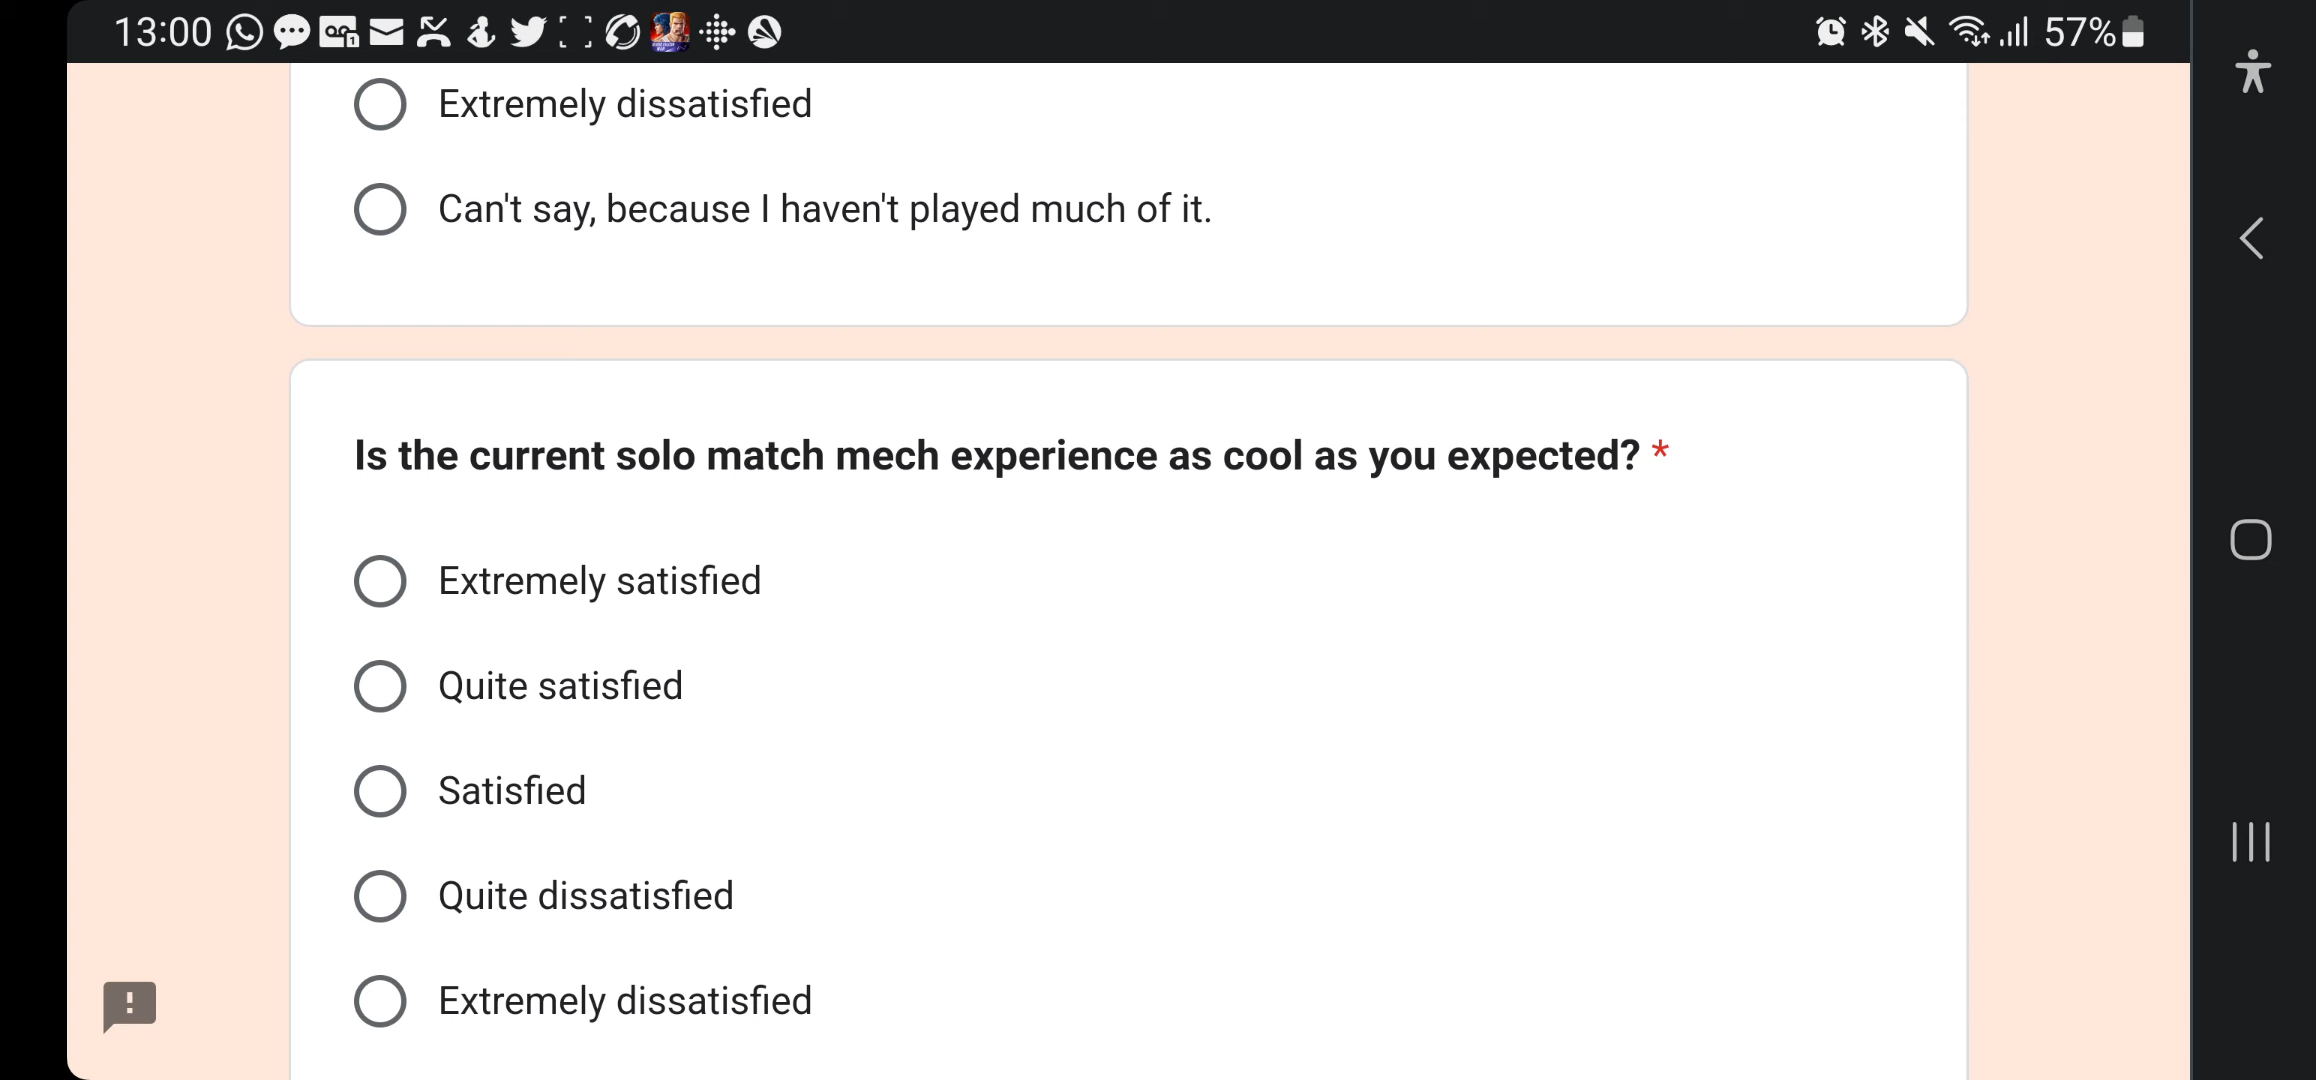 13:00 57%
Extremely dissatisfied
Can't say, because I haven't played much of it.
Is the current solo match mech experience as cool as you expected? *
Extremely satisfied
Quite satisfied
Satisfied
Quite dissatisfied
Extremely dissatisfied